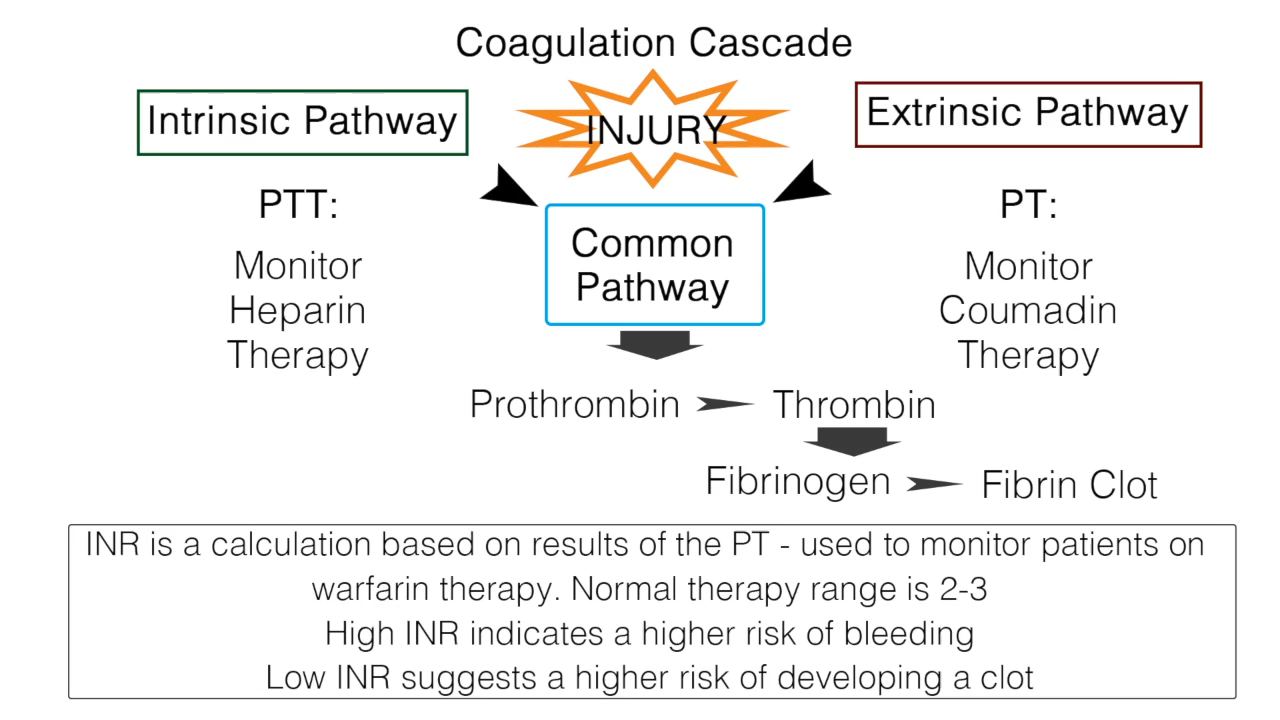 Coagulation Cascade
Intrinsic Pathway
INJURY
Extrinsic Pathway
PTT:
Monitor
Heparin
Therapy
Common
Pathway
PT:
Monitor
Coumadin
Therapy
Prothrombin
Thrombin
Fibrinogen
Fibrin Clot
INR is a calculation based on results of the PT - used to monitor patients on
warfarin therapy. Normal therapy range is 2-3
High INR indicates a higher risk of bleeding
Low INR suggests a higher risk of developing a clot